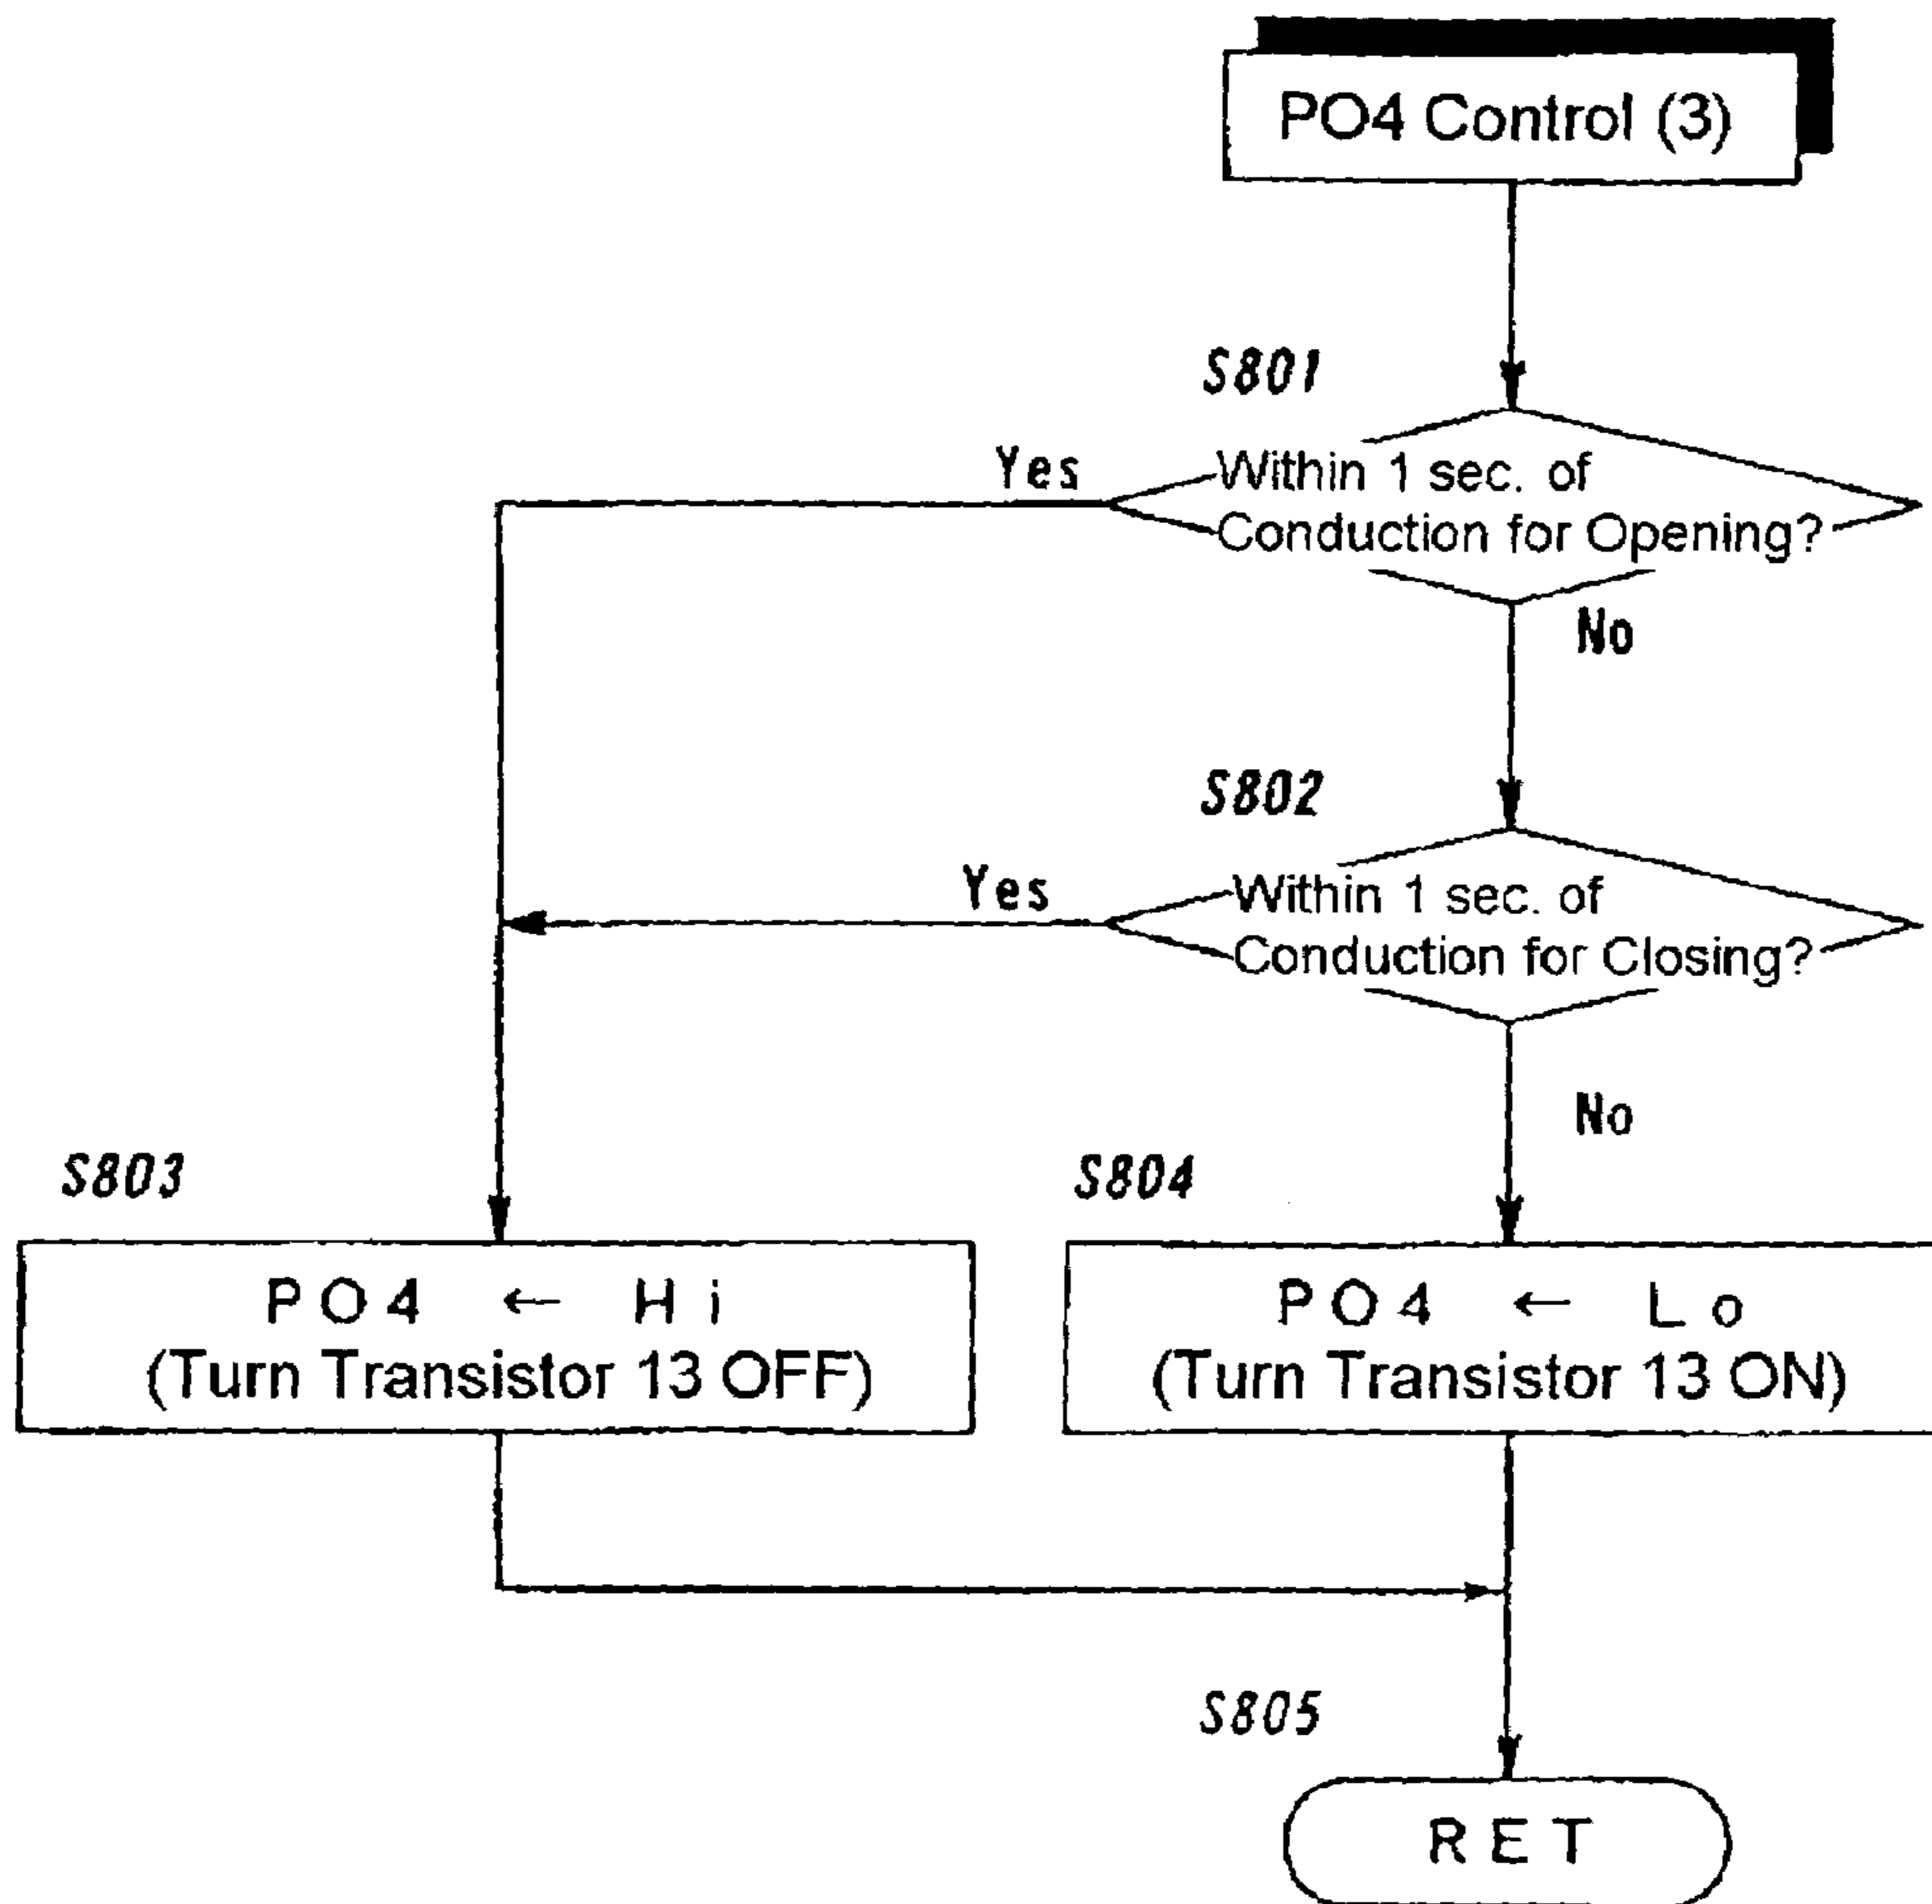 PO4 Control (3)
S801
Yes
Within 1 sec. of
Conduction for Opening?
No
S802
Yes
Within 1 sec. of
Conduction for Closing?
No
S803
S804
PO4 ← Hi
(Turn Transistor 13 OFF)
PO4 ← Lo
(Turn Transistor 13 ON)
S805
RET